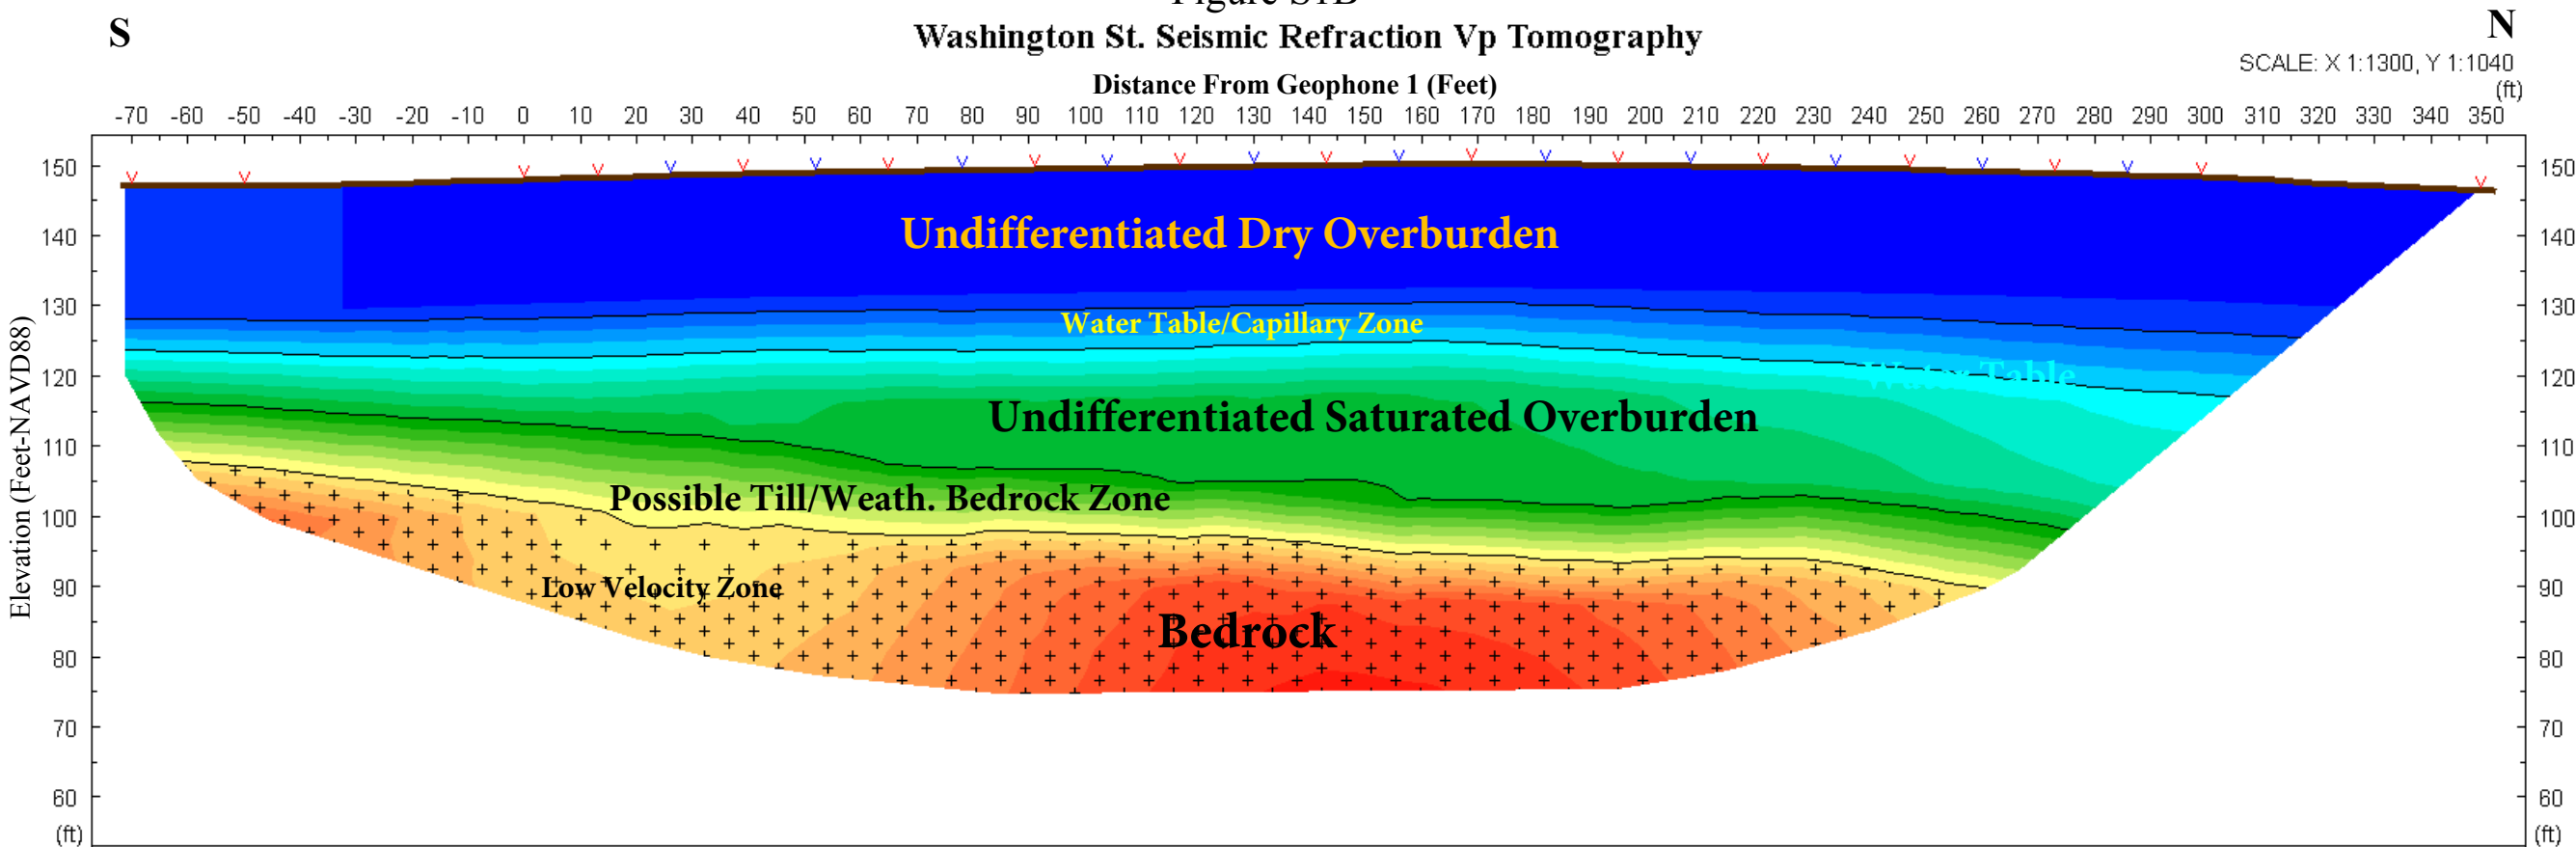 Figure S1B
S
N
Washington St. Seismic Refraction Vp Tomography
SCALE: X 1:1300, Y 1:1040
Distance From Geophone 1 (Feet)
(ft)
-70 -60 -50 -40 -30 -20 -10 0 10 20 30 40 50 60 70 80 90 100 110 120 130 140 150 160 170 180 190 200 210 220 230 240 250 260 270 280 290 300 310 320 330 340 350
150 150
140 140
Undifferentiated Dry Overburden
130 130
Water Table/Capillary Zone
120 120
Water Table
Undifferentiated Saturated Overburden
110 110
Possible Till/Weath. Bedrock Zone
100 100
90 90
Low Velocity Zone
Bedrock
80 80
70 70
60 60
(ft) (ft)
Elevation (Feet-NAVD88)